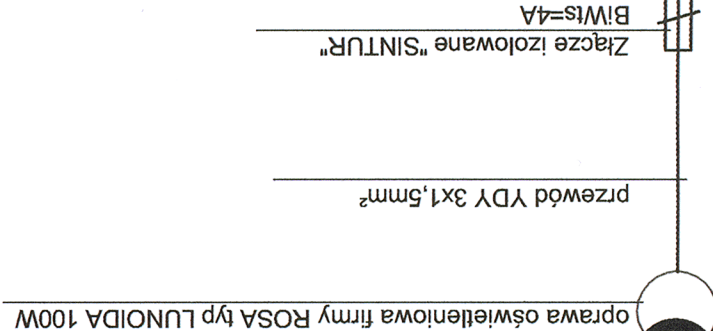 oprawa oświetleniowa firmy ROSA typ LUNOIDA 100W
przewód YDY 3x1,5mm²
Złącze izolowane "SINTUR"
BiWts=4A